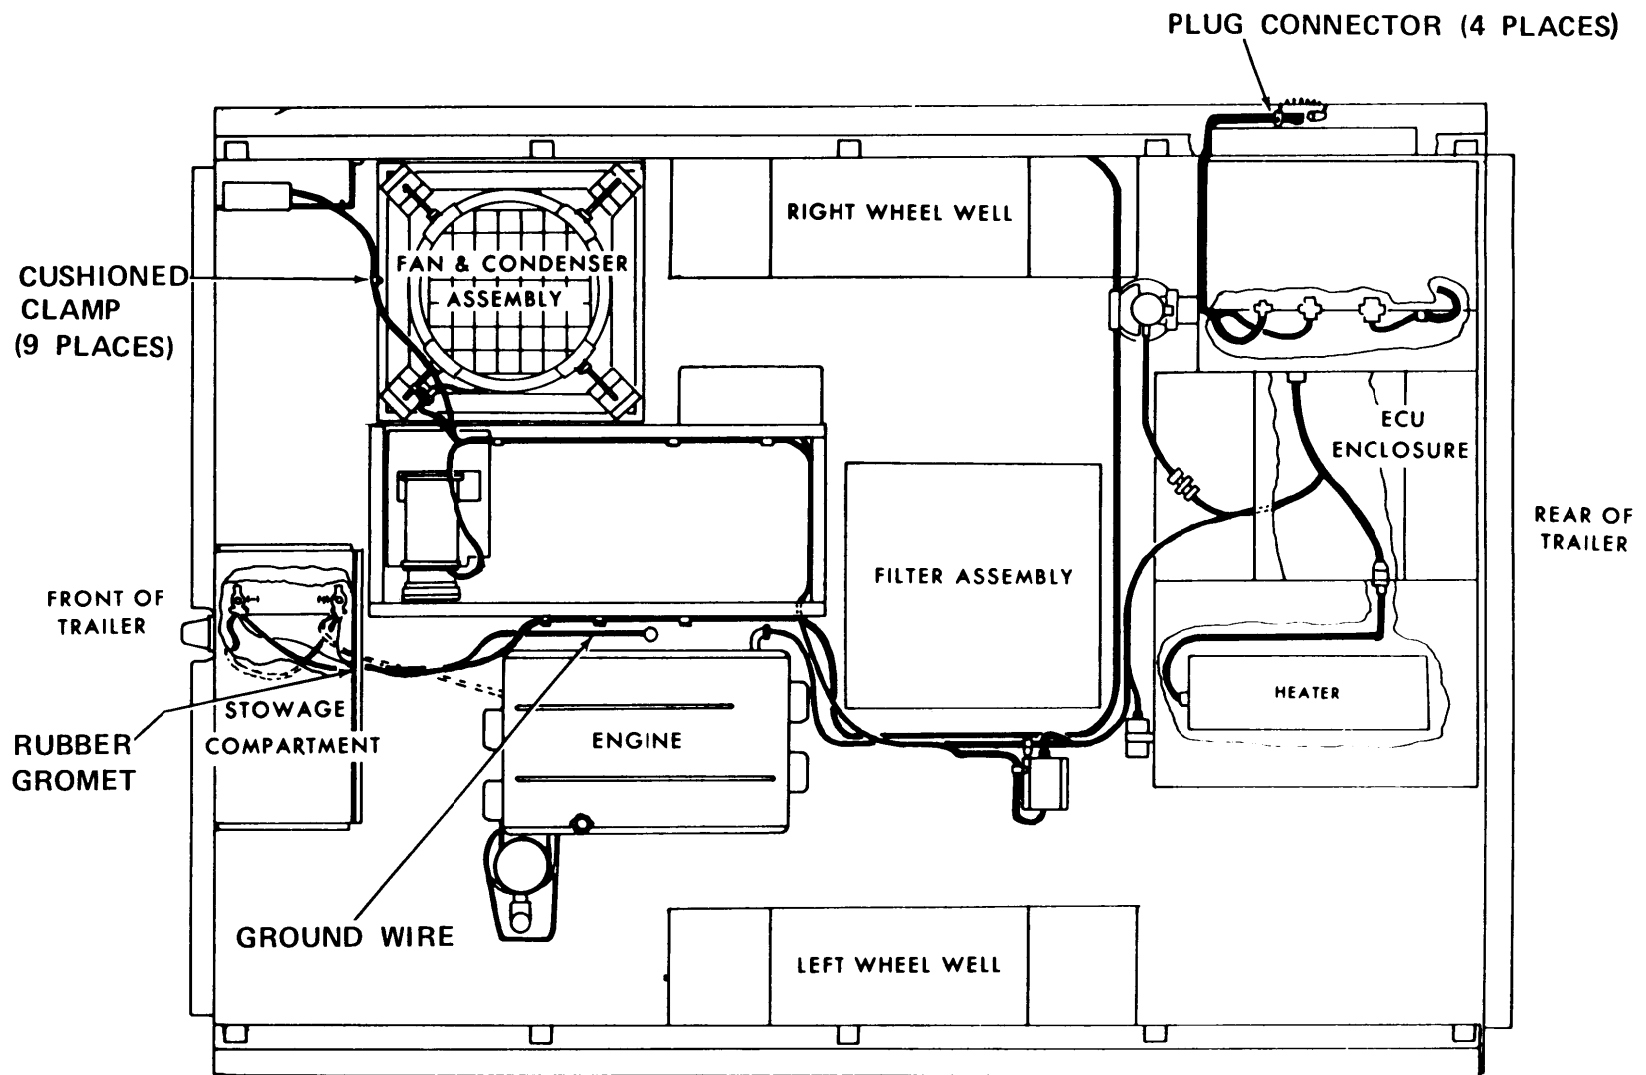 PLUG CONNECTOR (4 PLACES)
RIGHT WHEEL WELL
CUSHIONED
CLAMP
(9 PLACES)
FAN & CONDENSER
ASSEMBLY
ECU
ENCLOSURE
REAR OF
TRAILER
FILTER ASSEMBLY
FRONT OF
TRAILER
HEATER
STOWAGE
COMPARTMENT
ENGINE
RUBBER
GROMET
GROUND WIRE
LEFT WHEEL WELL